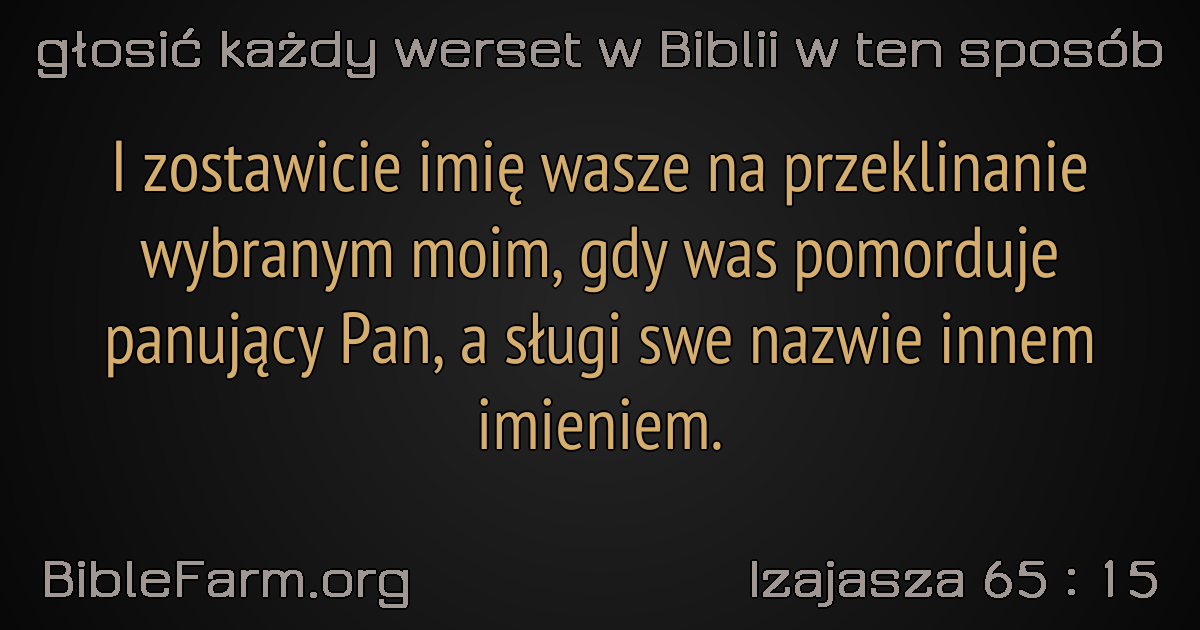 głosić każdy werset w Biblii w ten sposób
I zostawicie imię wasze na przeklinanie
wybranym moim, gdy was pomorduje
panujący Pan, a sługi swe nazwie innem
imieniem.
BibleFarm.org
Izajasza 65 : 15